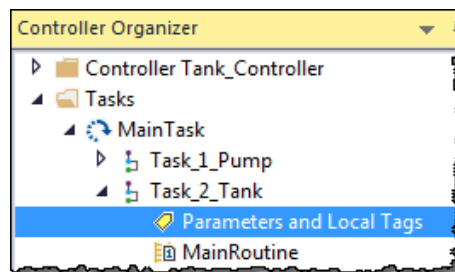 Controller Organizer
Controller Tank_Controller
Tasks
MainTask
Task_1_Pump
Task_2_Tank
Parameters and Local Tags
MainRoutine